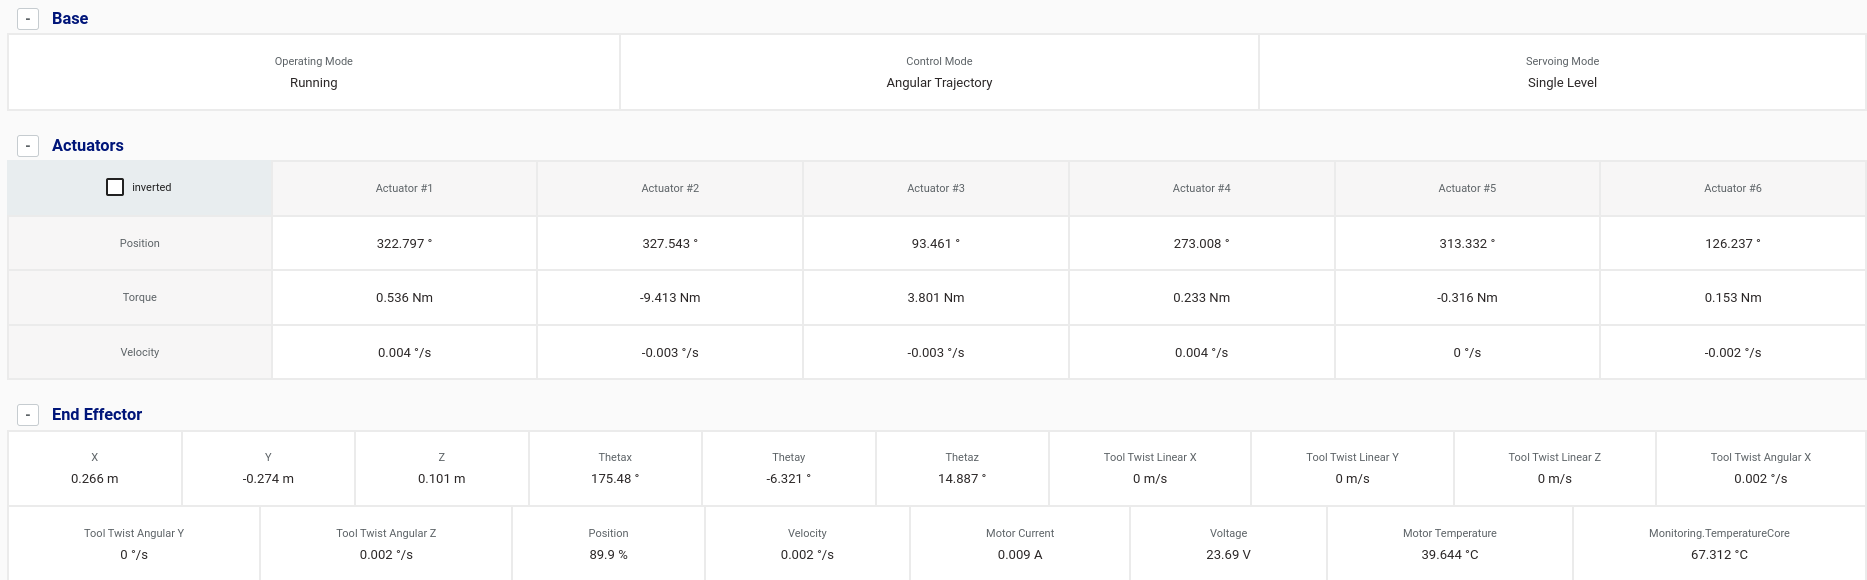 - Base
Operating Mode Control Mode Servoing Mode
Running Angular Trajectory Single Level
- Actuators
inverted Actuator #1 Actuator #2 Actuator #3 Actuator #4 Actuator #5 Actuator #6
Position 322.797 ° 327.543 ° 93.461 ° 273.008 ° 313.332 ° 126.237 °
Torque 0.536 Nm -9.413 Nm 3.801 Nm 0.233 Nm -0.316 Nm 0.153 Nm
Velocity 0.004 °/s -0.003 °/s -0.003 °/s 0.004 °/s 0 °/s -0.002 °/s
- End Effector
X Y Z Thetax Thetay Thetaz Tool Twist Linear X Tool Twist Linear Y Tool Twist Linear Z Tool Twist Angular X
0.266 m -0.274 m 0.101 m 175.48 ° -6.321 ° 14.887 ° 0 m/s 0 m/s 0 m/s 0.002 °/s
Tool Twist Angular Y Tool Twist Angular Z Position Velocity Motor Current Voltage Motor Temperature Monitoring.TemperatureCore
0 °/s 0.002 °/s 89.9 % 0.002 °/s 0.009 A 23.69 V 39.644 °C 67.312 °C